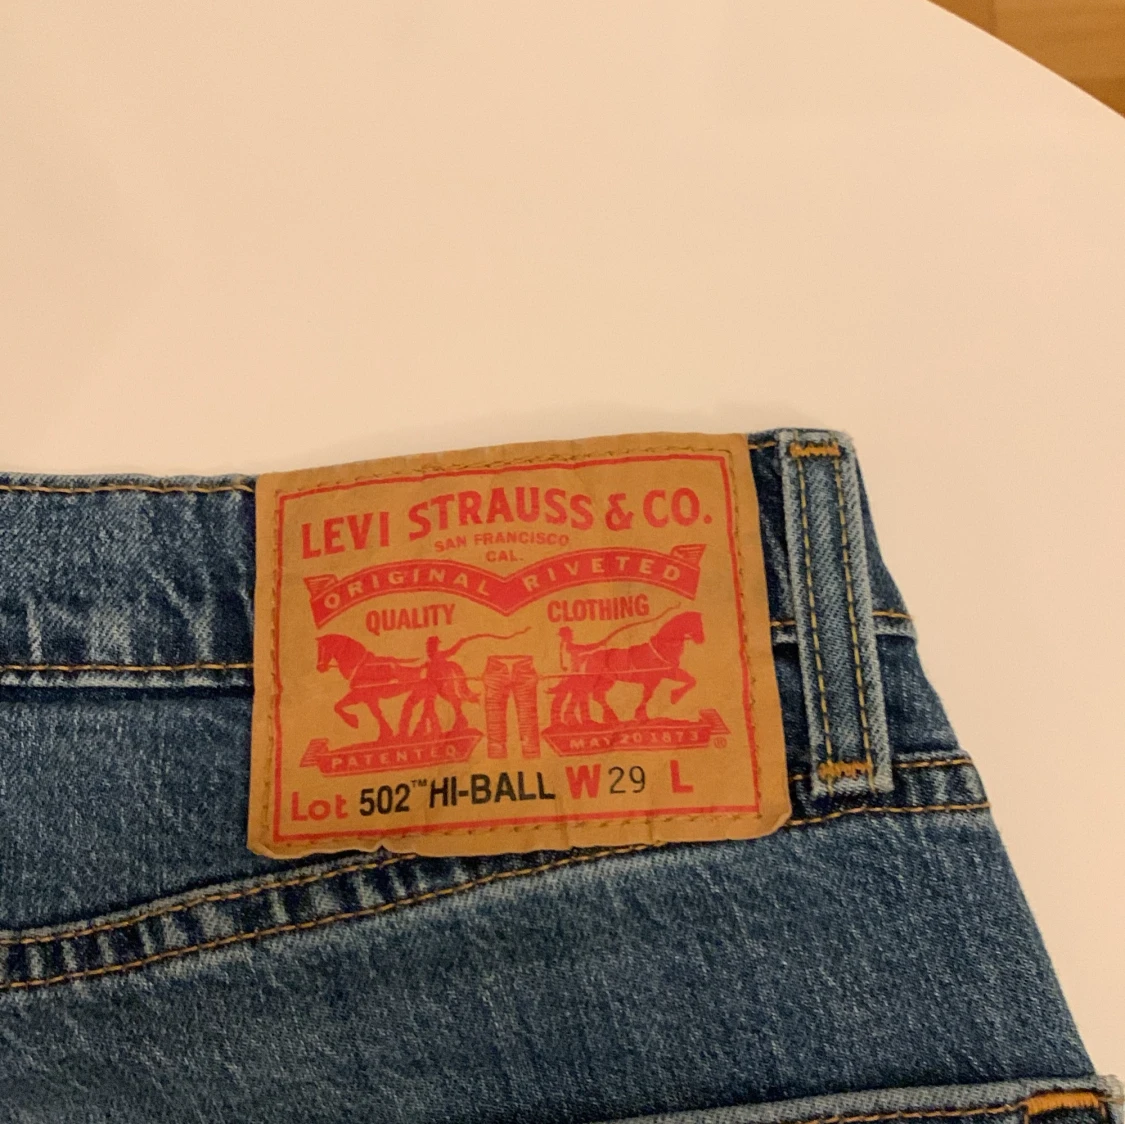 LEVI STRAUSS & CO.
SAN FRANCISCO
CAL.
ORIGINAL RIVETED
QUALITY CLOTHING
PATENTED MAY 20 1873 ®
Lot 502™ HI-BALL W 29 L